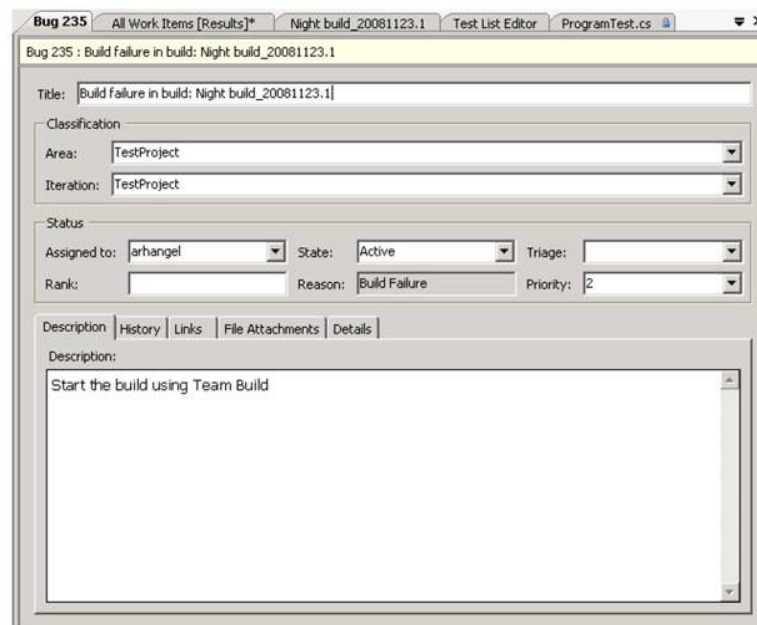 Bug 235 All Work Items [Results]* Night build_20081123.1 Test List Editor ProgramTest.cs
Bug 235 : Build failure in build: Night build_20081123.1
Title: Build failure in build: Night build_20081123.1
Classification
Area: TestProject
Iteration: TestProject
Status
Assigned to: arhangel State: Active Triage:
Rank: Reason: Build Failure Priority: 2
Description History Links File Attachments Details
Description:
Start the build using Team Build